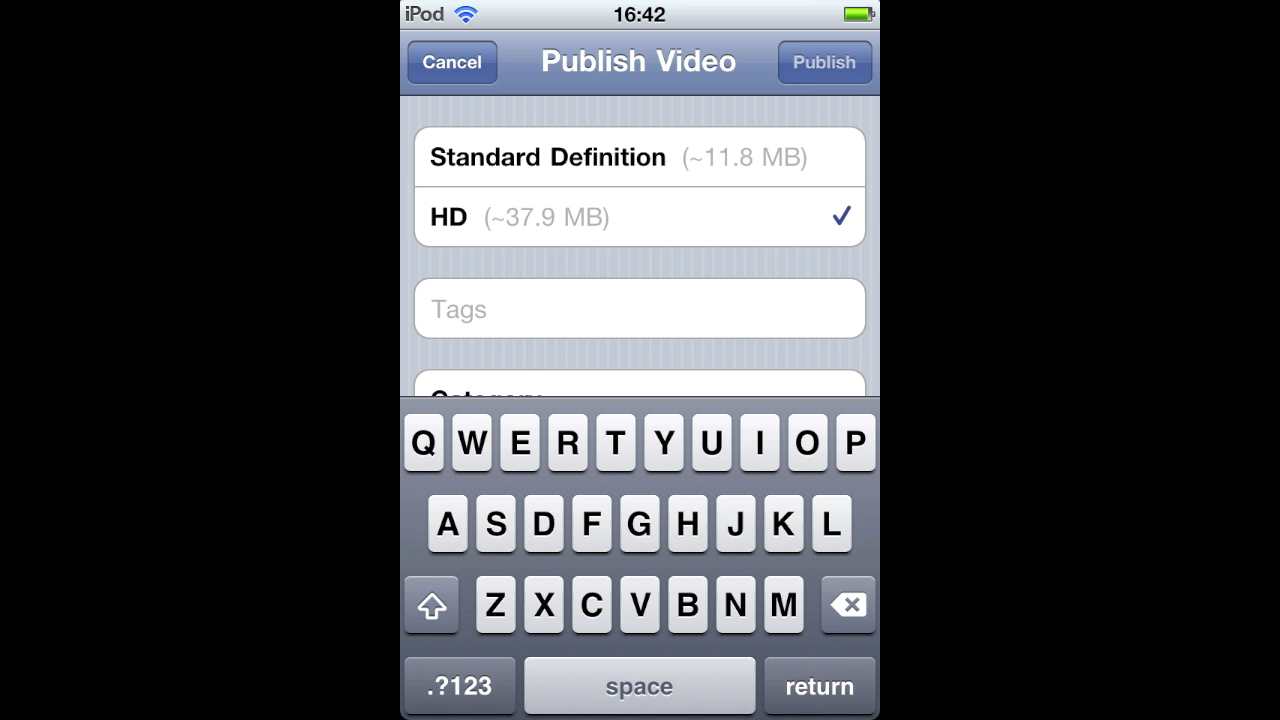 iPod 16:42
Cancel Publish Video Publish
Standard Definition (~11.8 MB)
HD (~37.9 MB)
Tags
Category
Q W E R T Y U I O P
A S D F G H J K L
Z X C V B N M
.?123 space return